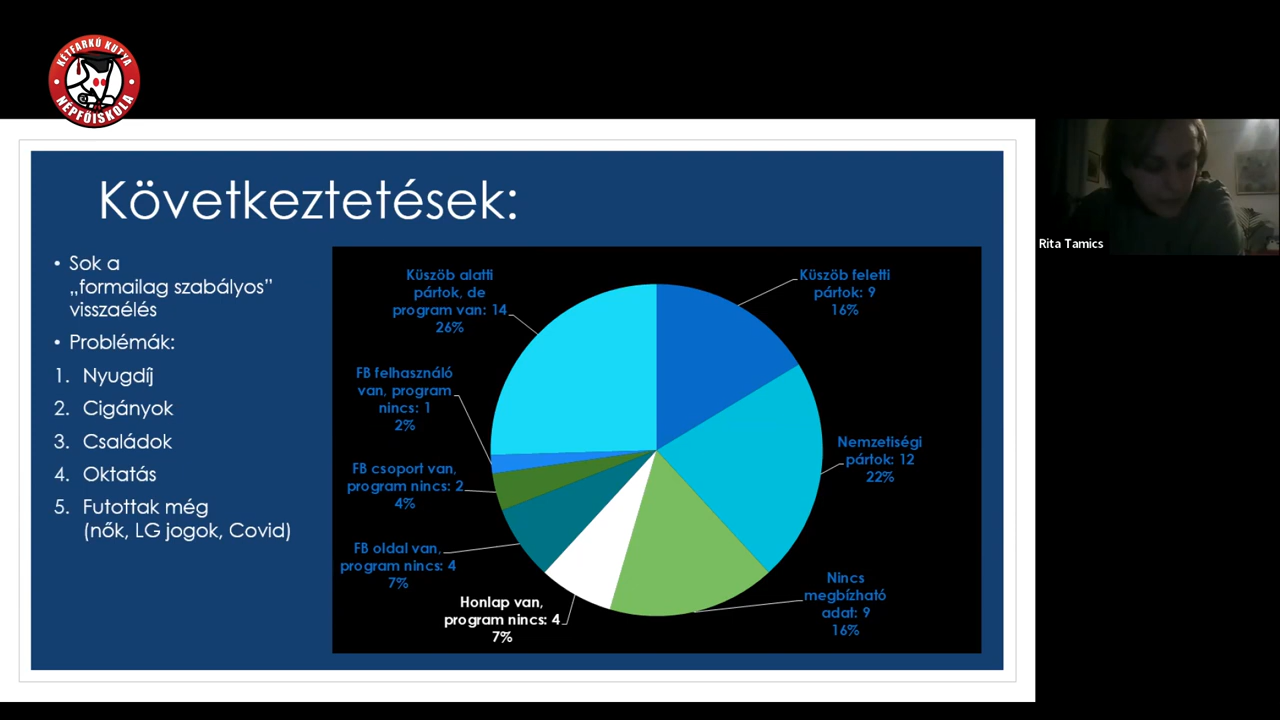 KÉTFARKÚ KUTYA
NÉPFŐISKOLA
Következtetések:
• Sok a
„formailag szabályos”
visszaélés
• Problémák:
1. Nyugdíj
2. Cigányok
3. Családok
4. Oktatás
5. Futottak még
(nők, LG jogok, Covid)
Küszöb alatti
pártok, de
program van: 14
26%
FB felhasználó
van, program
nincs: 1
2%
FB csoport van,
program nincs: 2
4%
FB oldal van,
program nincs: 4
7%
Honlap van,
program nincs: 4
7%
Küszöb feletti
pártok: 9
16%
Nemzetiségi
pártok: 12
22%
Nincs
megbízható
adat: 9
16%
Rita Tamics